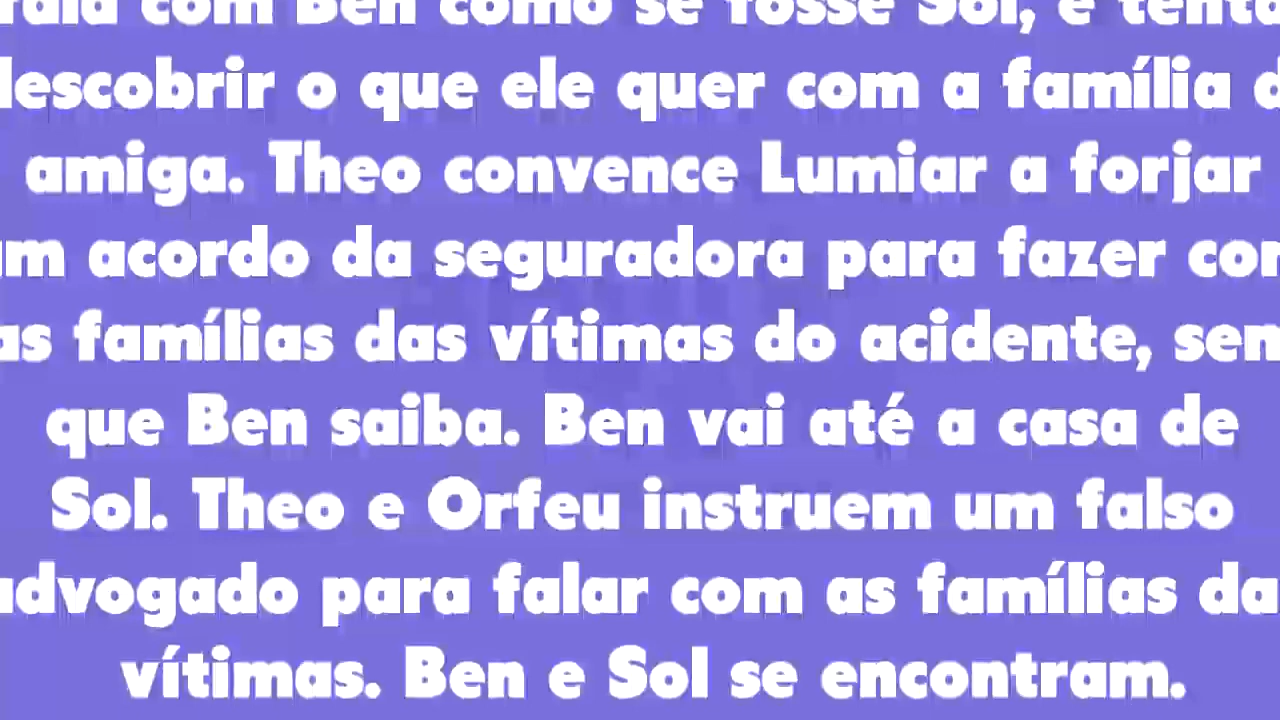 fala com Ben como se fosse Sol, e tenta
descobrir o que ele quer com a família d
amiga. Theo convence Lumiar a forjar
um acordo da seguradora para fazer com
as famílias das vítimas do acidente, sem
que Ben saiba. Ben vai até a casa de
Sol. Theo e Orfeu instruem um falso
advogado para falar com as famílias da
vítimas. Ben e Sol se encontram.